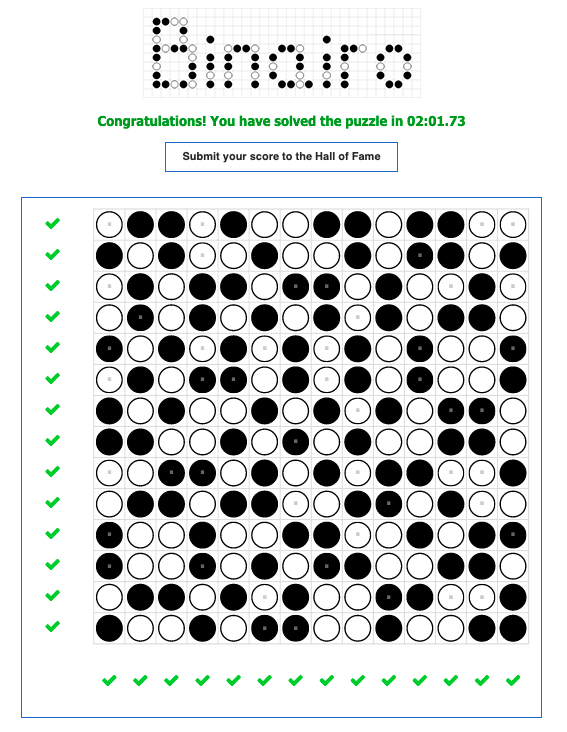 Binairo
Congratulations! You have solved the puzzle in 02:01.73
Submit your score to the Hall of Fame